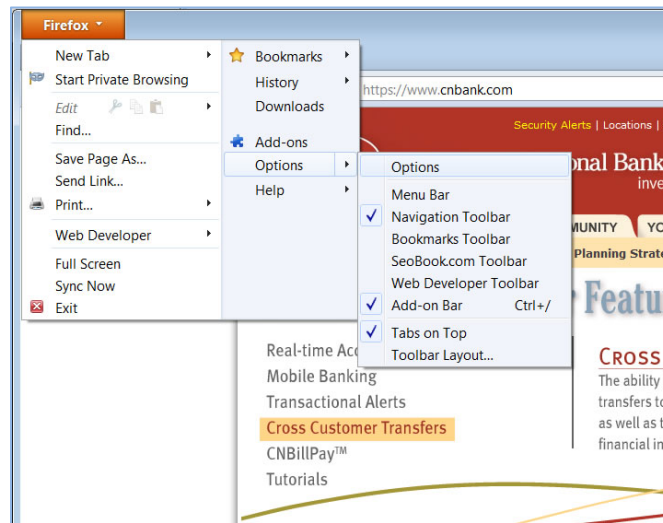 Firefox
New Tab
Start Private Browsing
Edit
Find...
Save Page As...
Send Link...
Print...
Web Developer
Full Screen
Sync Now
Exit
Bookmarks
History
Downloads
Add-ons
Options
Help
Options
Menu Bar
Navigation Toolbar
Bookmarks Toolbar
SeoBook.com Toolbar
Web Developer Toolbar
Add-on Bar Ctrl+/
Tabs on Top
Toolbar Layout...
https://www.cnbank.com
Security Alerts | Locations |
onal Bank
inve
MUNITY YO
Planning Strate
Featu
Real-time Acc
Mobile Banking
Transactional Alerts
Cross Customer Transfers
CNBillPay™
Tutorials
CROSS
The ability
transfers to
as well as t
financial in